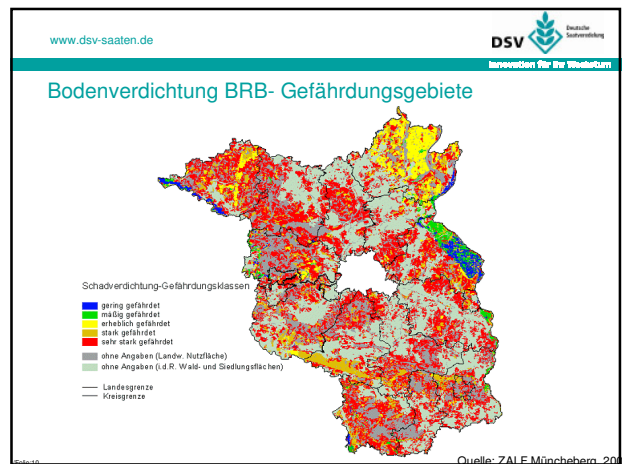 www.dsv-saaten.de
DSV
Deutsche
Saatveredelung
Innovation für Ihr Wachstum
Bodenverdichtung BRB- Gefährdungsgebiete
Schadverdichtung-Gefährdungsklassen
gering gefährdet
mäßig gefährdet
erheblich gefährdet
stark gefährdet
sehr stark gefährdet
ohne Angaben (Landw. Nutzfläche)
ohne Angaben (i.d.R. Wald- und Siedlungsflächen)
Landesgrenze
Kreisgrenze
Quelle: ZALF Müncheberg, 200